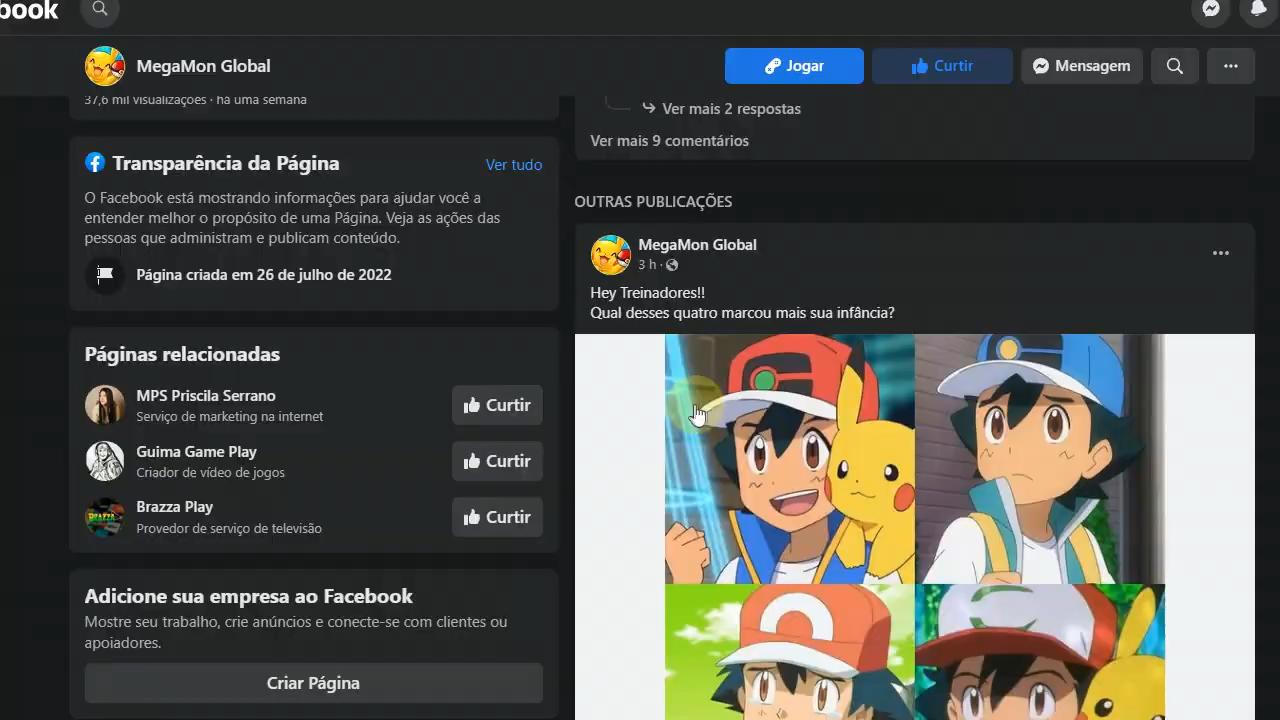 book
MegaMon Global
Jogar
Curtir
Mensagem
37,6 mil visualizações · há uma semana
Transparência da Página
Ver tudo
O Facebook está mostrando informações para ajudar você a
entender melhor o propósito de uma Página. Veja as ações das
pessoas que administram e publicam conteúdo.
Página criada em 26 de julho de 2022
Páginas relacionadas
MPS Priscila Serrano
Serviço de marketing na internet
Curtir
Guima Game Play
Criador de vídeo de jogos
Curtir
Brazza Play
Provedor de serviço de televisão
Curtir
Adicione sua empresa ao Facebook
Mostre seu trabalho, crie anúncios e conecte-se com clientes ou
apoiadores.
Criar Página
Ver mais 2 respostas
Ver mais 9 comentários
OUTRAS PUBLICAÇÕES
MegaMon Global
3 h ·
Hey Treinadores!!
Qual desses quatro marcou mais sua infância?